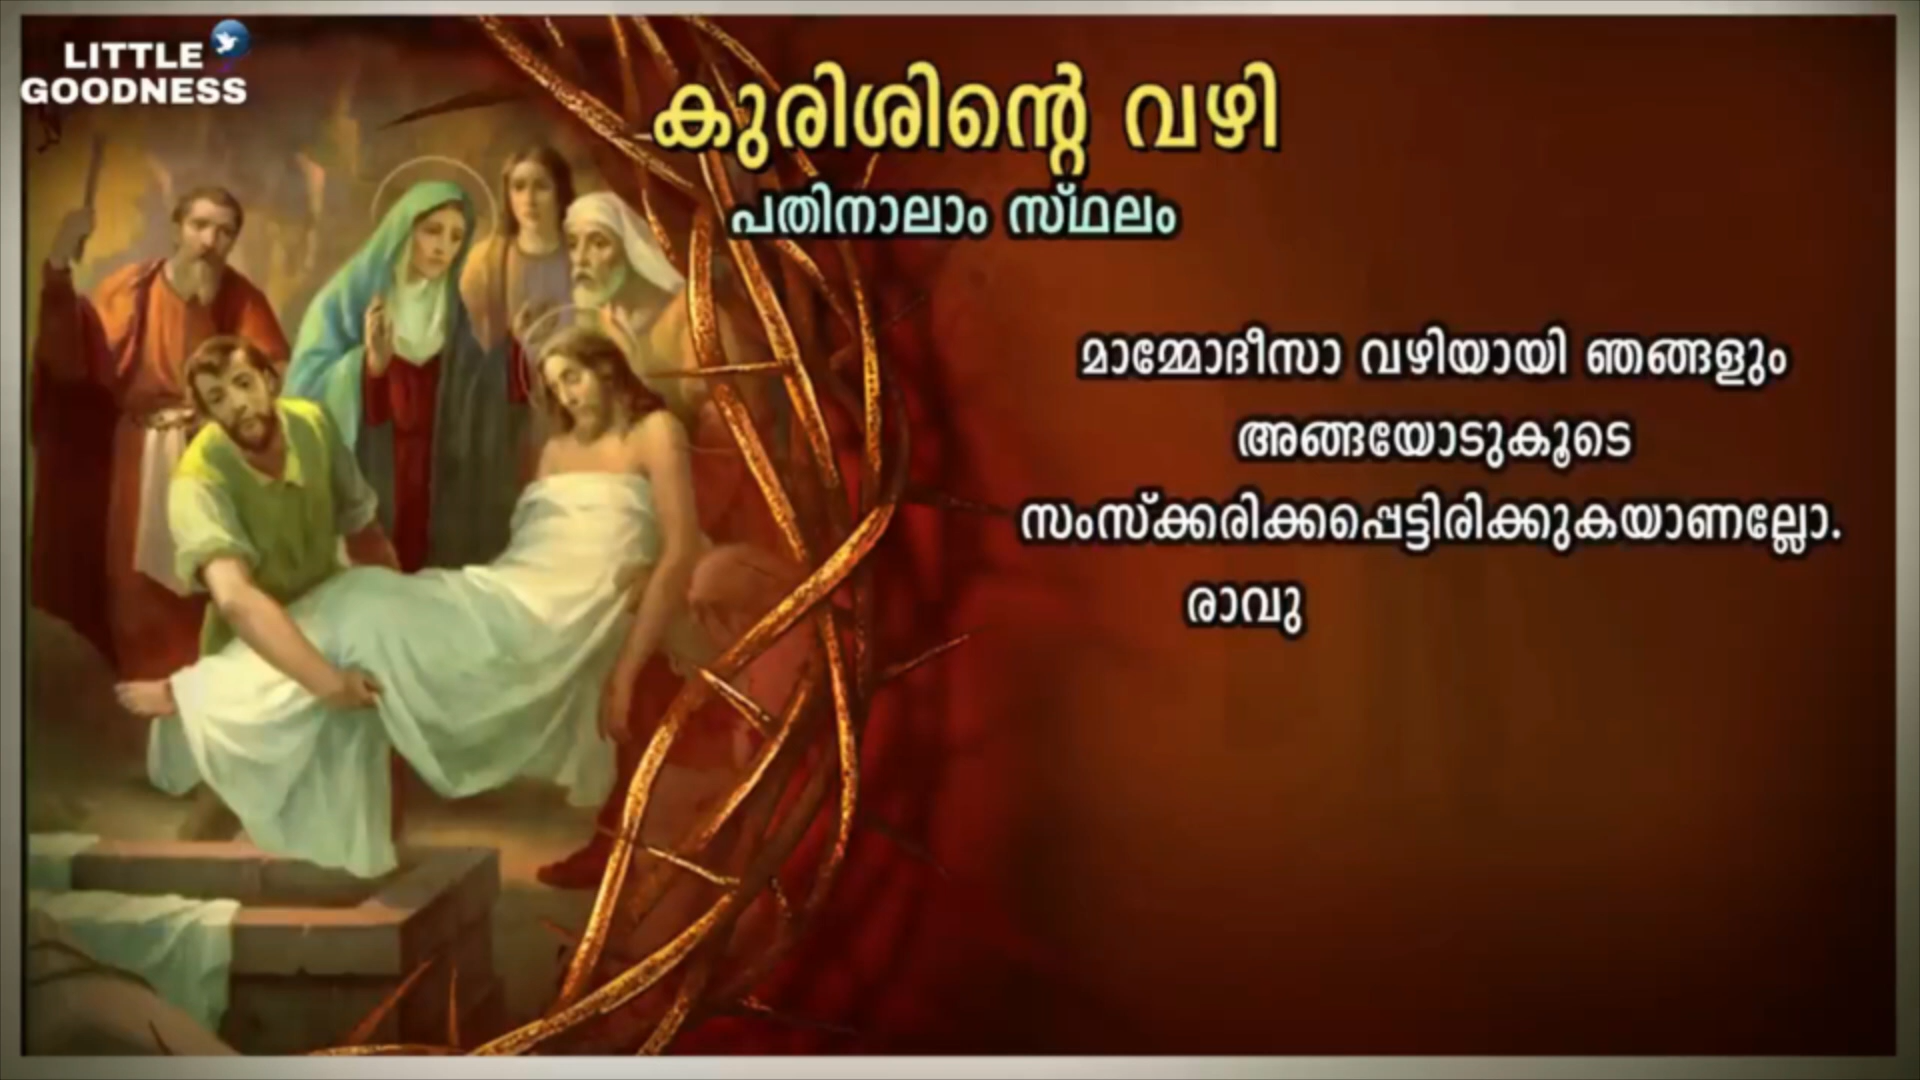 LITTLE
GOODNESS
കുരിശിന്റെ വഴി
പതിനാലാം സ്ഥലം
മാമ്മോദീസാ വഴിയായി ഞങ്ങളും
അങ്ങയോടുകൂടെ
സംസ്ക്കരിക്കപ്പെട്ടിരിക്കുകയാണല്ലോ.
രാവു